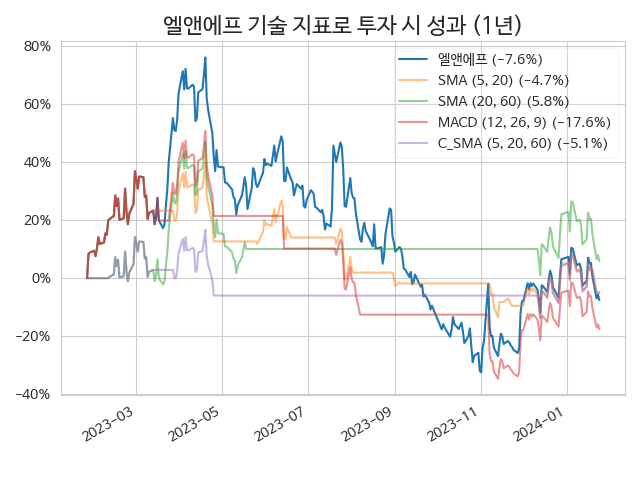 엘앤에프 기술 지표로 투자 시 성과 (1년)
80%
60%
40%
20%
0%
−20%
−40%
엘앤에프 (−7.6%)
SMA (5, 20) (−4.7%)
SMA (20, 60) (5.8%)
MACD (12, 26, 9) (−17.6%)
C_SMA (5, 20, 60) (−5.1%)
2023−03
2023−05
2023−07
2023−09
2023−11
2024−01